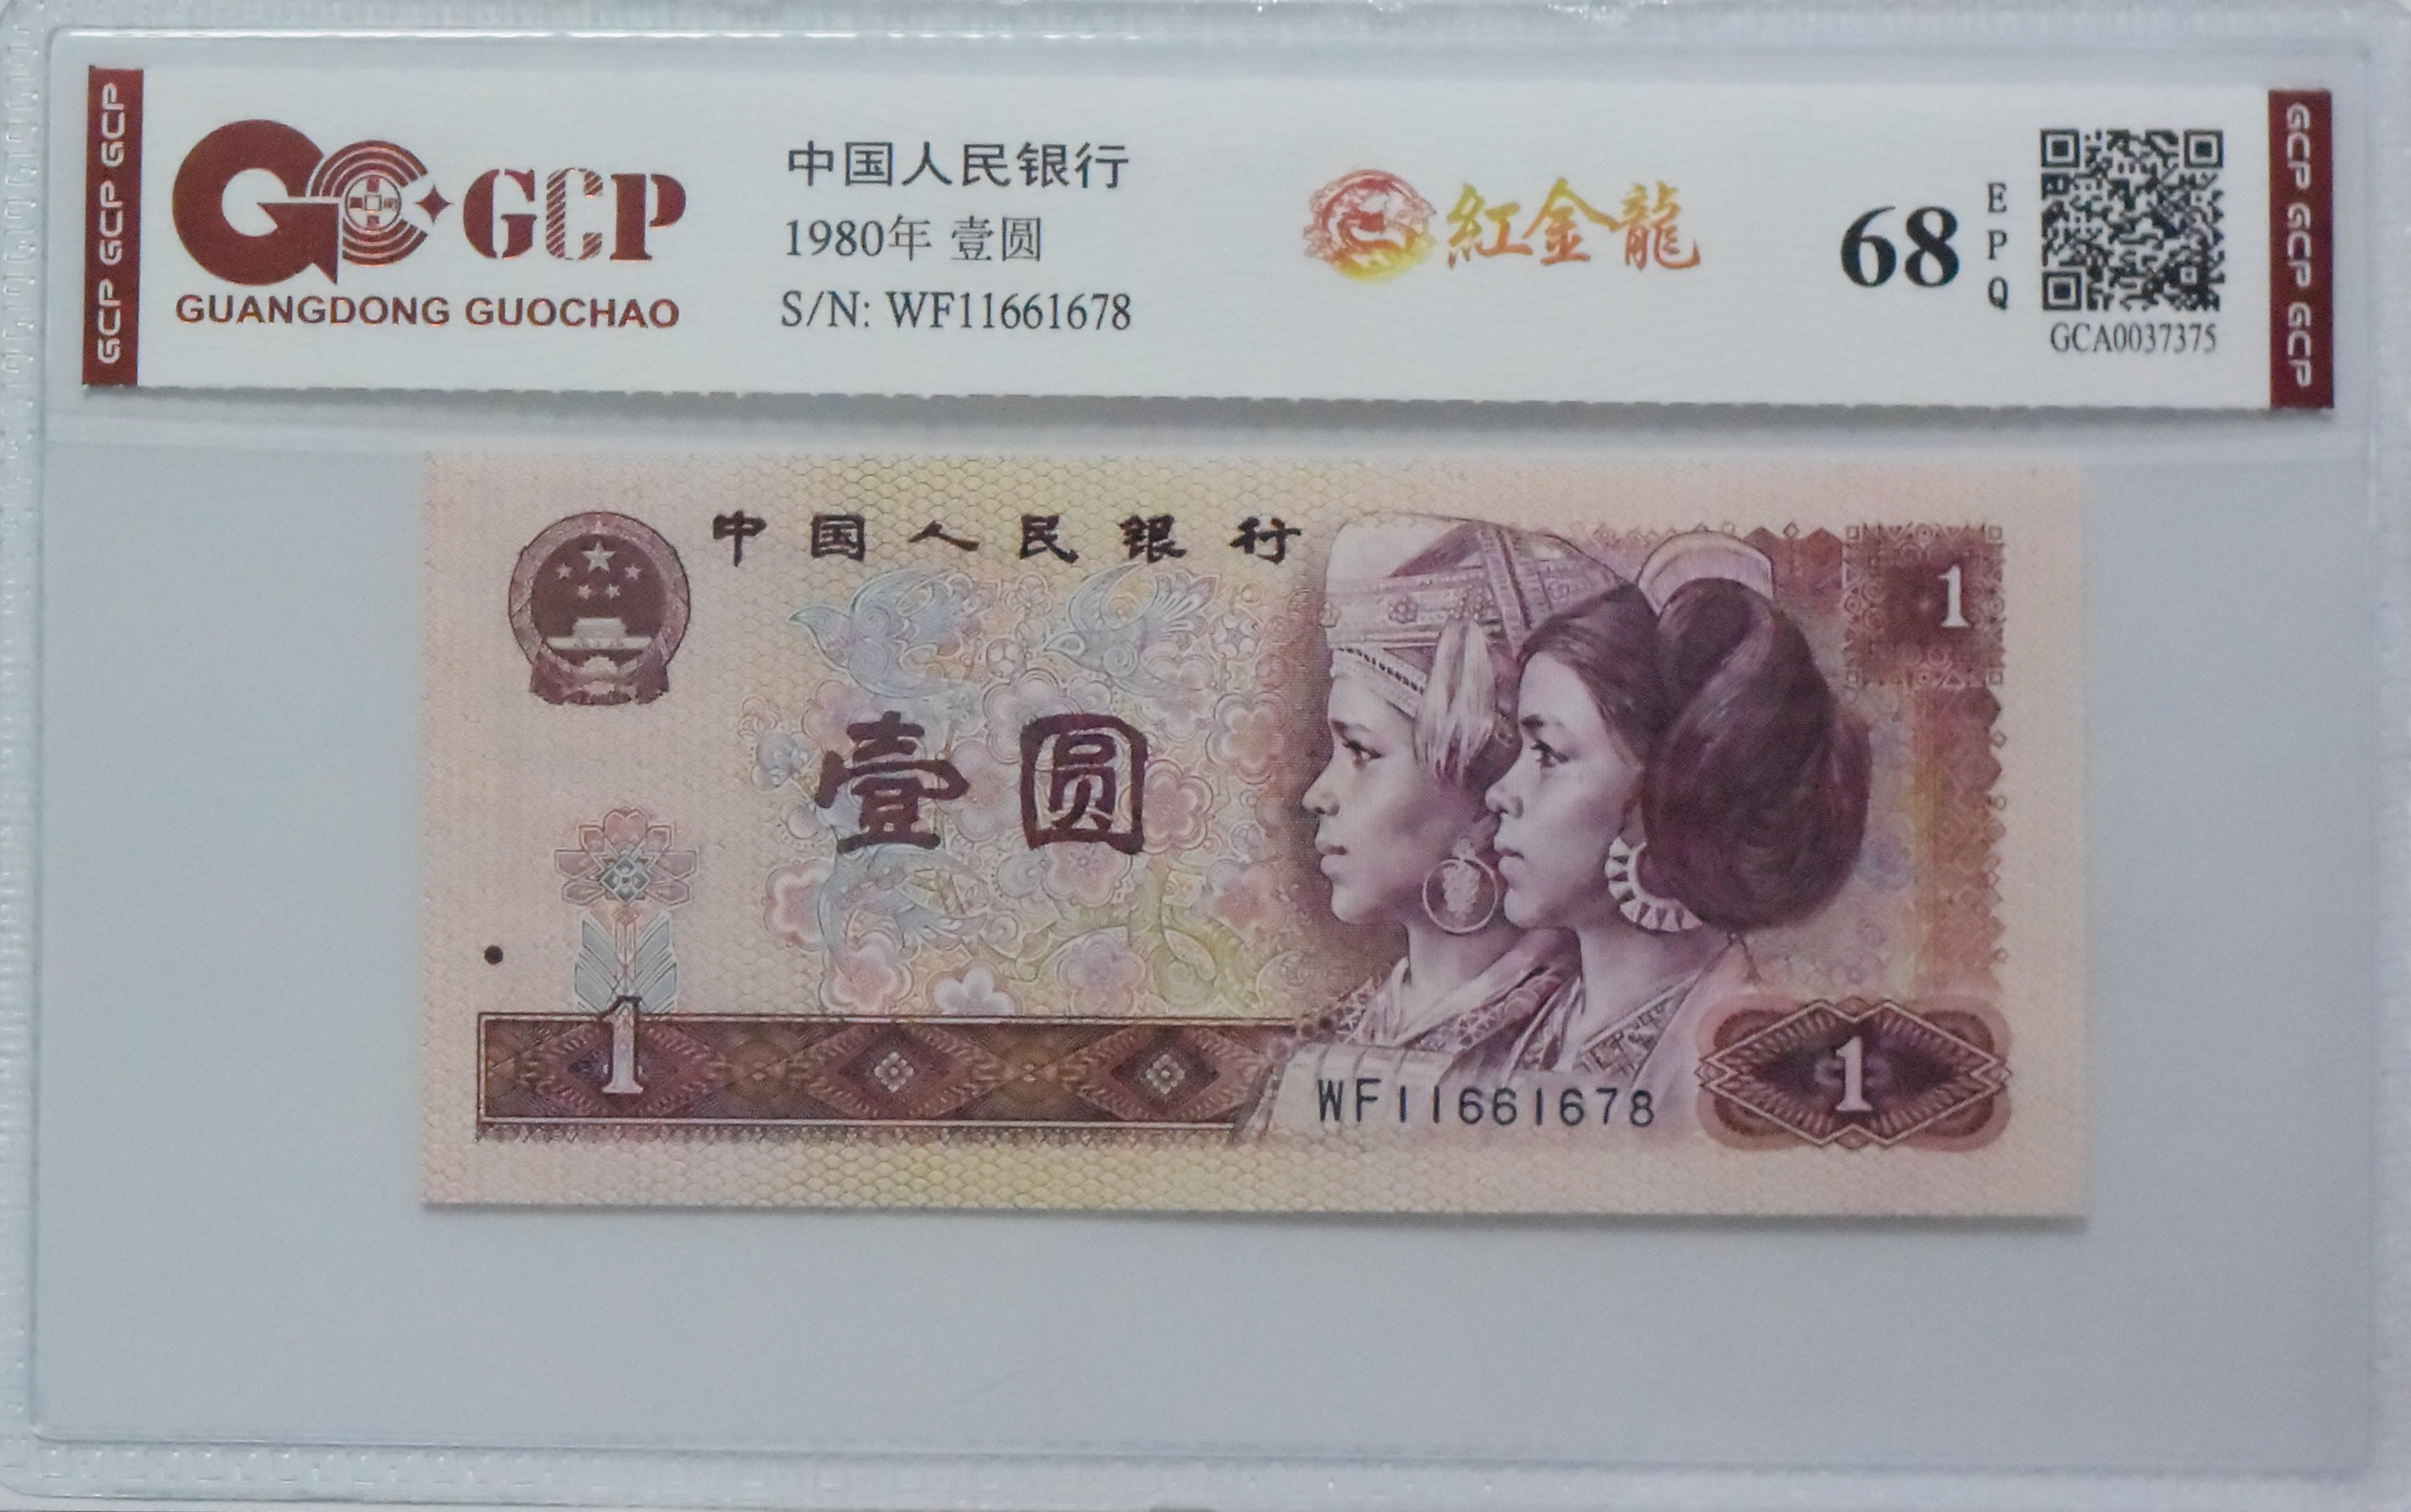 GCP GCP GCP
GCP
GUANGDONG GUOCHAO
中国人民银行
1980年 壹圆
S/N: WF11661678
紅金龍
68
EPQ
GCA0037375
GCP GCP GCP
中国人民银行
1
壹圆
1
WF11661678
1